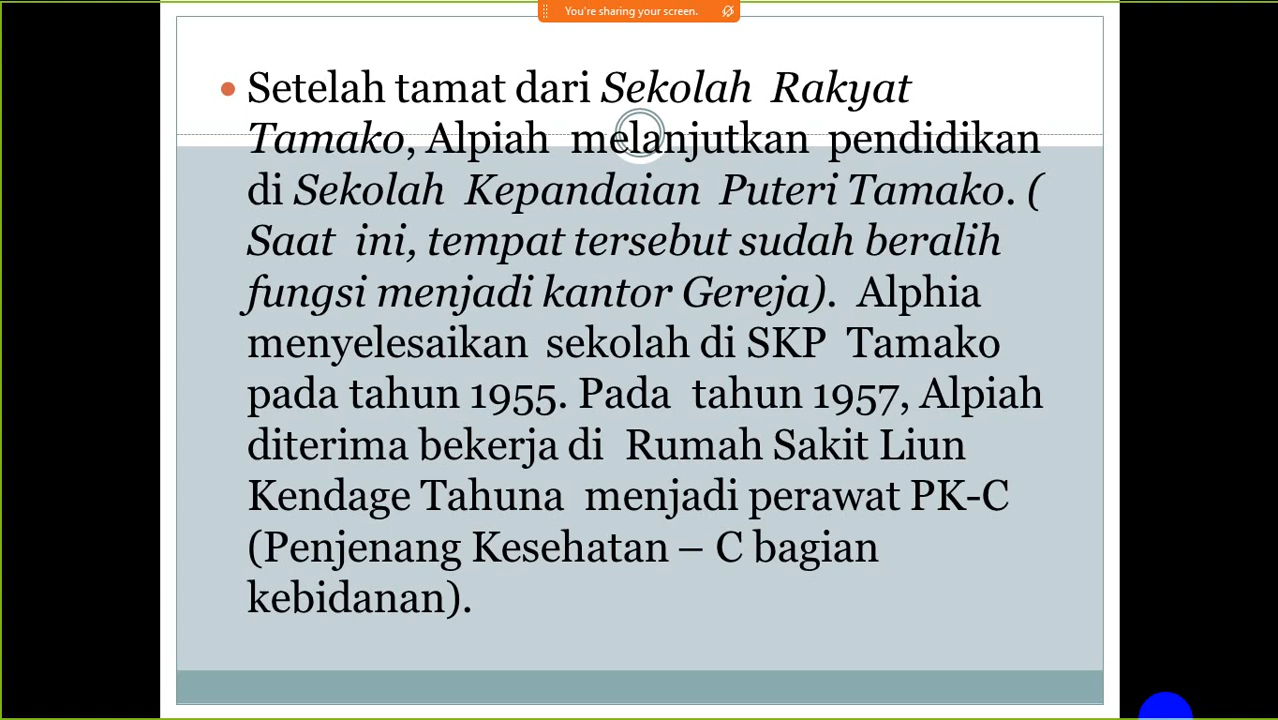 You're sharing your screen.
• Setelah tamat dari Sekolah Rakyat
Tamako, Alpiah melanjutkan pendidikan
di Sekolah Kepandaian Puteri Tamako. (
Saat ini, tempat tersebut sudah beralih
fungsi menjadi kantor Gereja). Alphia
menyelesaikan sekolah di SKP Tamako
pada tahun 1955. Pada tahun 1957, Alpiah
diterima bekerja di Rumah Sakit Liun
Kendage Tahuna menjadi perawat PK-C
(Penjenang Kesehatan – C bagian
kebidanan).